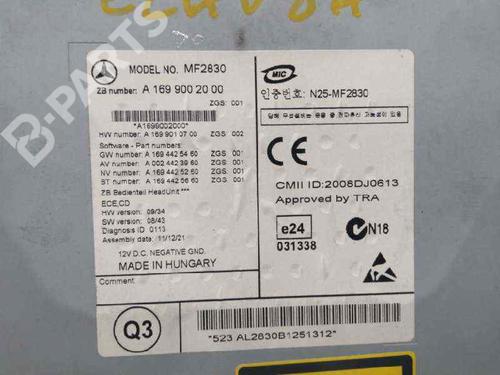 B-PARTS
MODEL NO. MF2830
ZB number: A 169 900 20 00
ZGS: 001
*A1699002000*
HW number: A 169 901 07 00 ZGS: 002
Software - Part numbers:
GW number: A 169 442 54 60 ZGS: 001
AV number: A 002 442 39 60 ZGS: 001
NV number: A 169 442 52 60 ZGS: 001
BT number: A 169 442 56 60 ZGS: 001
ZB Bedienteil HeadUnit ***
ECE,CD
HW version: 09/34
SW version: 08/43
Diagnosis ID: 0113
Assembly date: 11/12/21
12V D.C. NEGATIVE GND.
MADE IN HUNGARY
Comment:
Q3
MIC
인증번호: N25-MF2830
CE
CMII ID:2008DJ0613
Approved by TRA
e24
031338
N18
*523 AL2830B1251312*